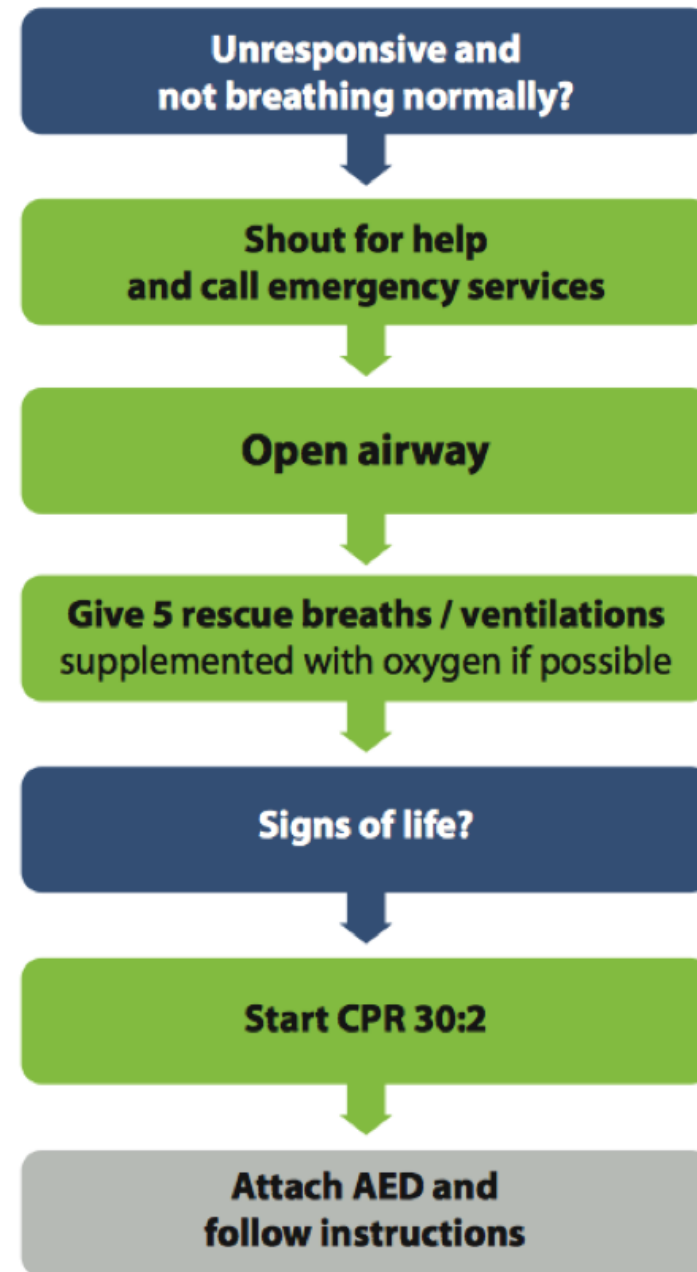 Unresponsive and
not breathing normally?
Shout for help
and call emergency services
Open airway
Give 5 rescue breaths / ventilations
supplemented with oxygen if possible
Signs of life?
Start CPR 30:2
Attach AED and
follow instructions